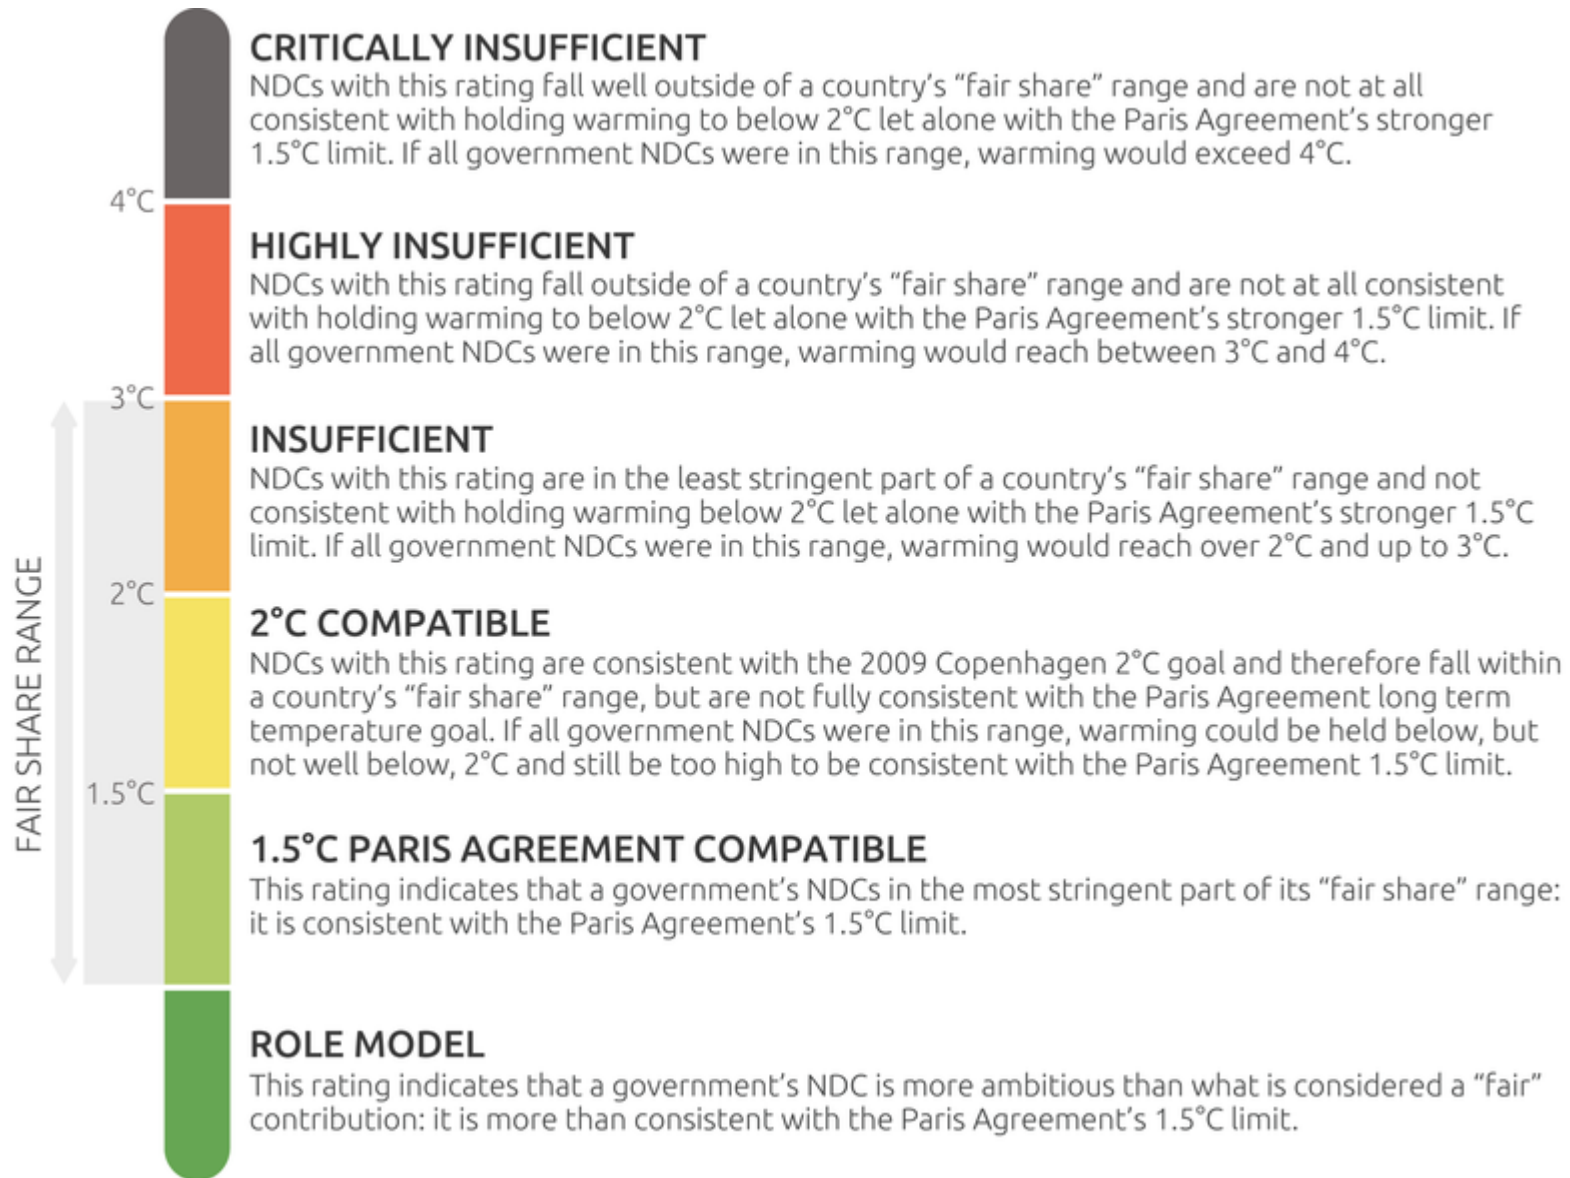 CRITICALLY INSUFFICIENT
NDCs with this rating fall well outside of a country’s “fair share” range and are not at all
consistent with holding warming to below 2°C let alone with the Paris Agreement’s stronger
1.5°C limit. If all government NDCs were in this range, warming would exceed 4°C.
4°C
HIGHLY INSUFFICIENT
NDCs with this rating fall outside of a country’s “fair share” range and are not at all consistent
with holding warming to below 2°C let alone with the Paris Agreement’s stronger 1.5°C limit. If
all government NDCs were in this range, warming would reach between 3°C and 4°C.
3°C
INSUFFICIENT
NDCs with this rating are in the least stringent part of a country’s “fair share” range and not
consistent with holding warming below 2°C let alone with the Paris Agreement’s stronger 1.5°C
limit. If all government NDCs were in this range, warming would reach over 2°C and up to 3°C.
FAIR SHARE RANGE
2°C
2°C COMPATIBLE
NDCs with this rating are consistent with the 2009 Copenhagen 2°C goal and therefore fall within
a country’s “fair share” range, but are not fully consistent with the Paris Agreement long term
temperature goal. If all government NDCs were in this range, warming could be held below, but
not well below, 2°C and still be too high to be consistent with the Paris Agreement 1.5°C limit.
1.5°C
1.5°C PARIS AGREEMENT COMPATIBLE
This rating indicates that a government’s NDCs in the most stringent part of its “fair share” range:
it is consistent with the Paris Agreement’s 1.5°C limit.
ROLE MODEL
This rating indicates that a government’s NDC is more ambitious than what is considered a “fair”
contribution: it is more than consistent with the Paris Agreement’s 1.5°C limit.